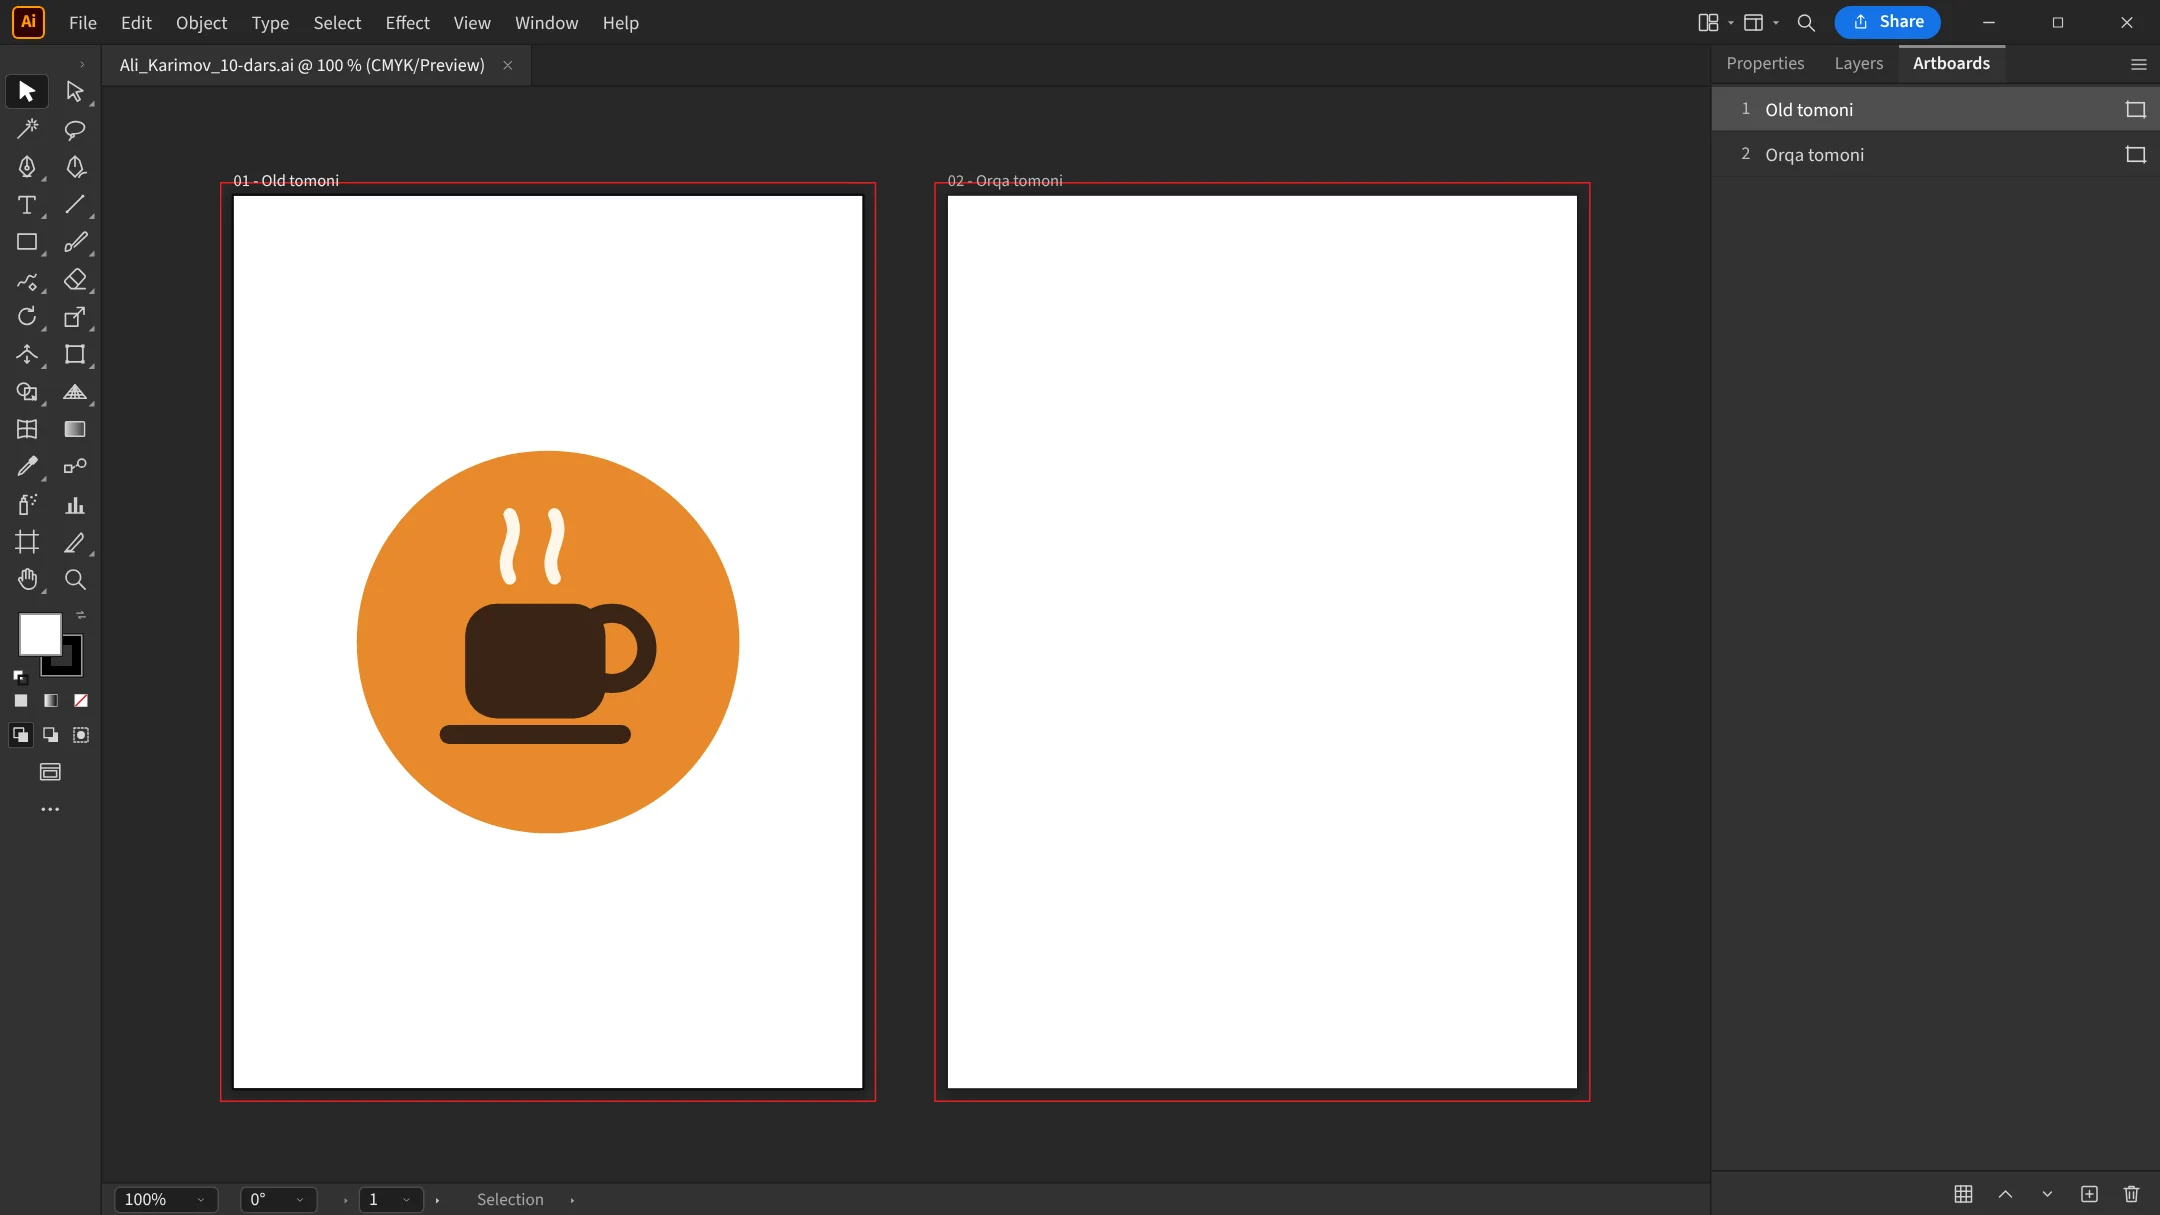 Ai File Edit Object Type Select Effect View Window Help Share
Ali_Karimov_10-dars.ai @ 100 % (CMYK/Preview)
Properties Layers Artboards
1 Old tomoni
2 Orqa tomoni
01 - Old tomoni
02 - Orqa tomoni
100% 0° 1 Selection